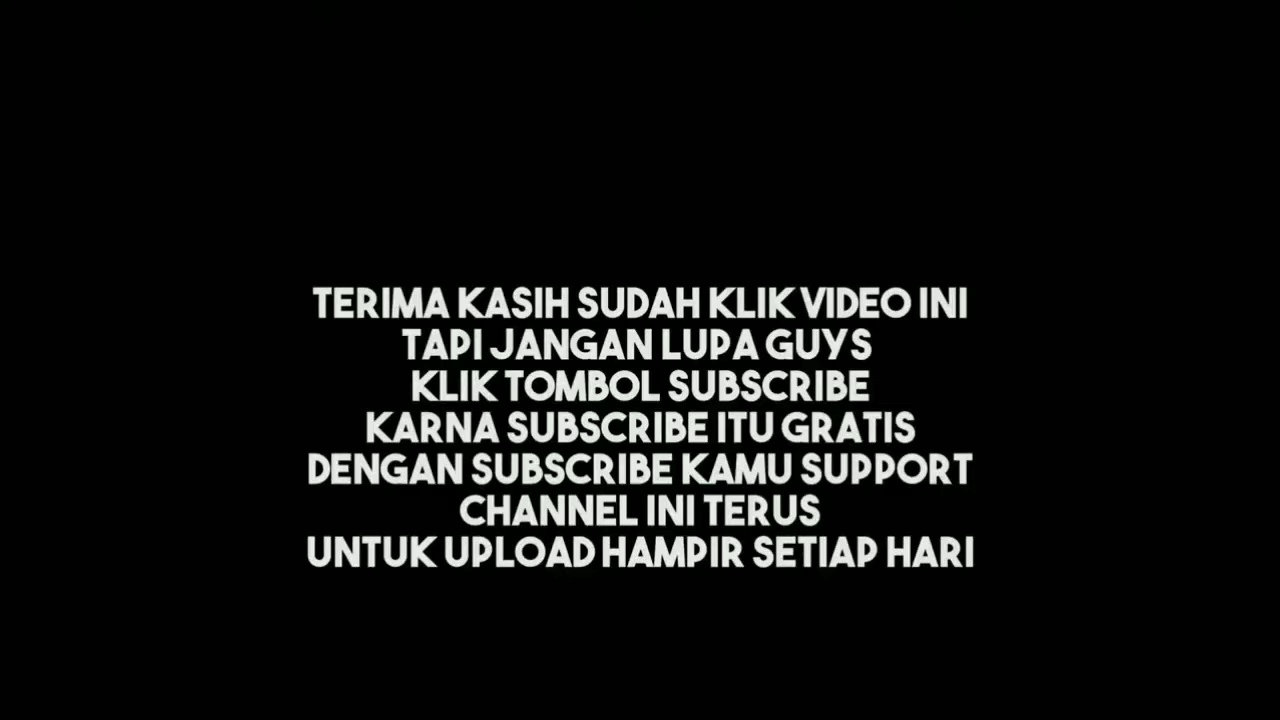 TERIMA KASIH SUDAH KLIK VIDEO INI
TAPI JANGAN LUPA GUYS
KLIK TOMBOL SUBSCRIBE
KARNA SUBSCRIBE ITU GRATIS
DENGAN SUBSCRIBE KAMU SUPPORT
CHANNEL INI TERUS
UNTUK UPLOAD HAMPIR SETIAP HARI